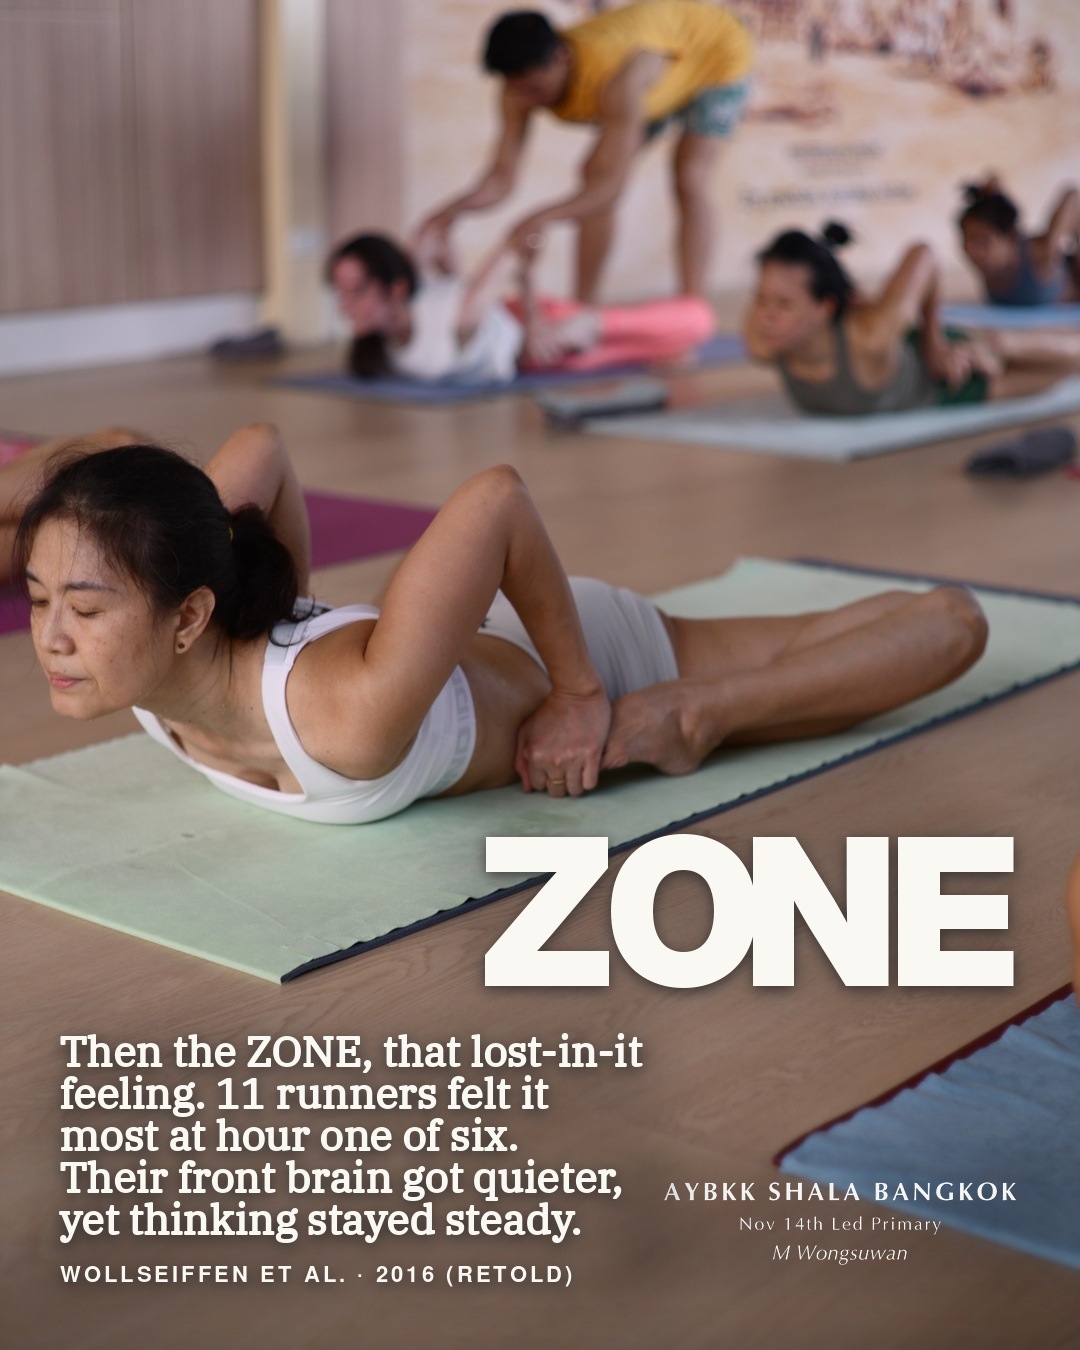 ZONE
Then the ZONE, that lost-in-it
feeling. 11 runners felt it
most at hour one of six.
Their front brain got quieter,
yet thinking stayed steady.
WOLLSEIFFEN ET AL. · 2016 (RETOLD)
AYBKK SHALA BANGKOK
Nov 14th Led Primary
M Wongsuwan